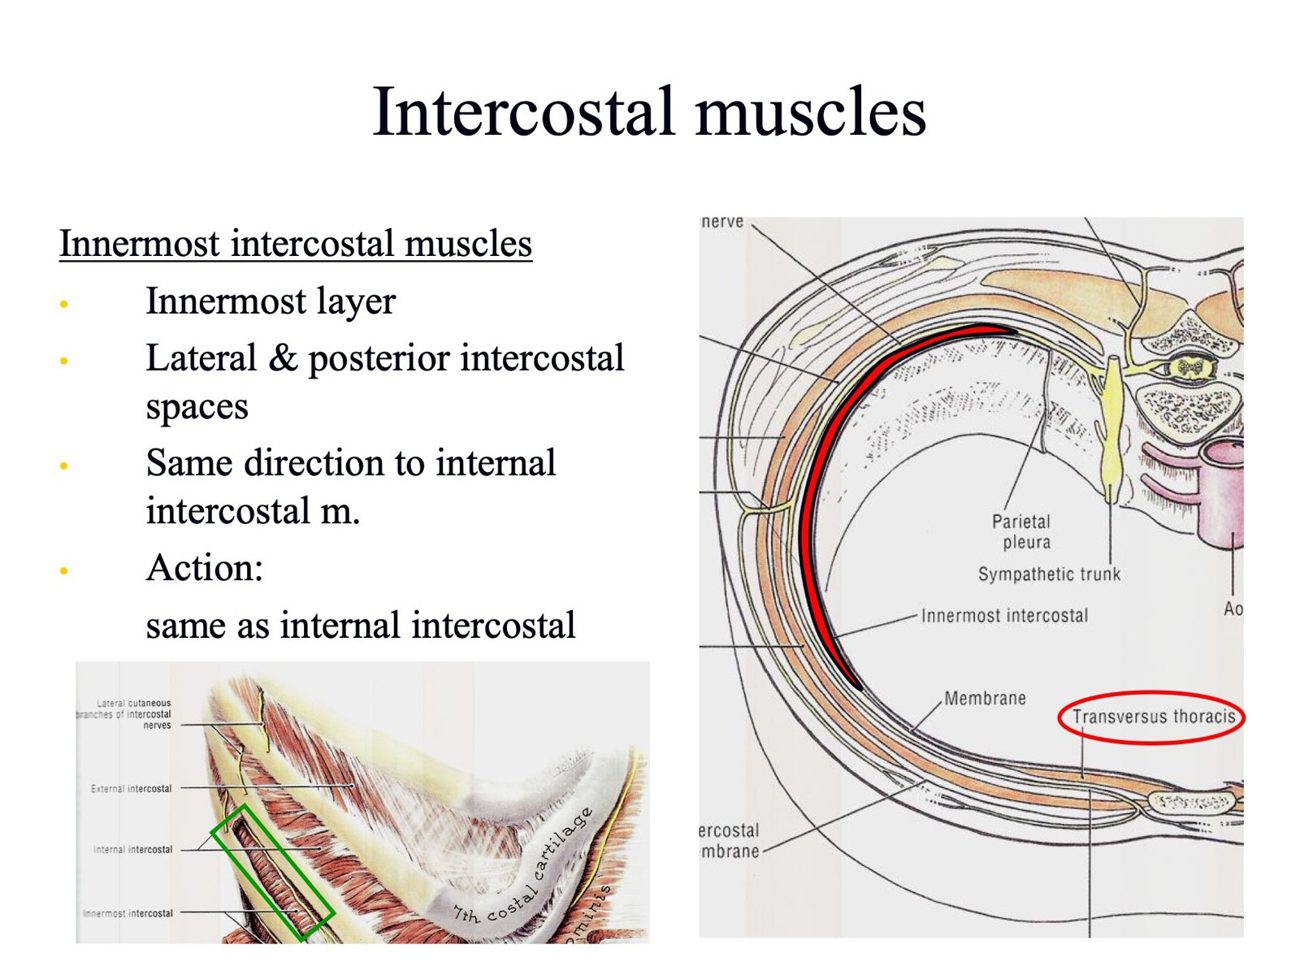 Intercostal muscles
Innermost intercostal muscles
• Innermost layer
• Lateral & posterior intercostal
spaces
• Same direction to internal
intercostal m.
• Action:
same as internal intercostal
Lateral cutaneous
branches of intercostal
nerves
External intercostal
Internal intercostal
Innermost intercostal
7th costal cartilage
ominis
nerve
Parietal
pleura
Sympathetic trunk
Ao
Innermost intercostal
Membrane
Transversus thoracis
ercostal
mbrane